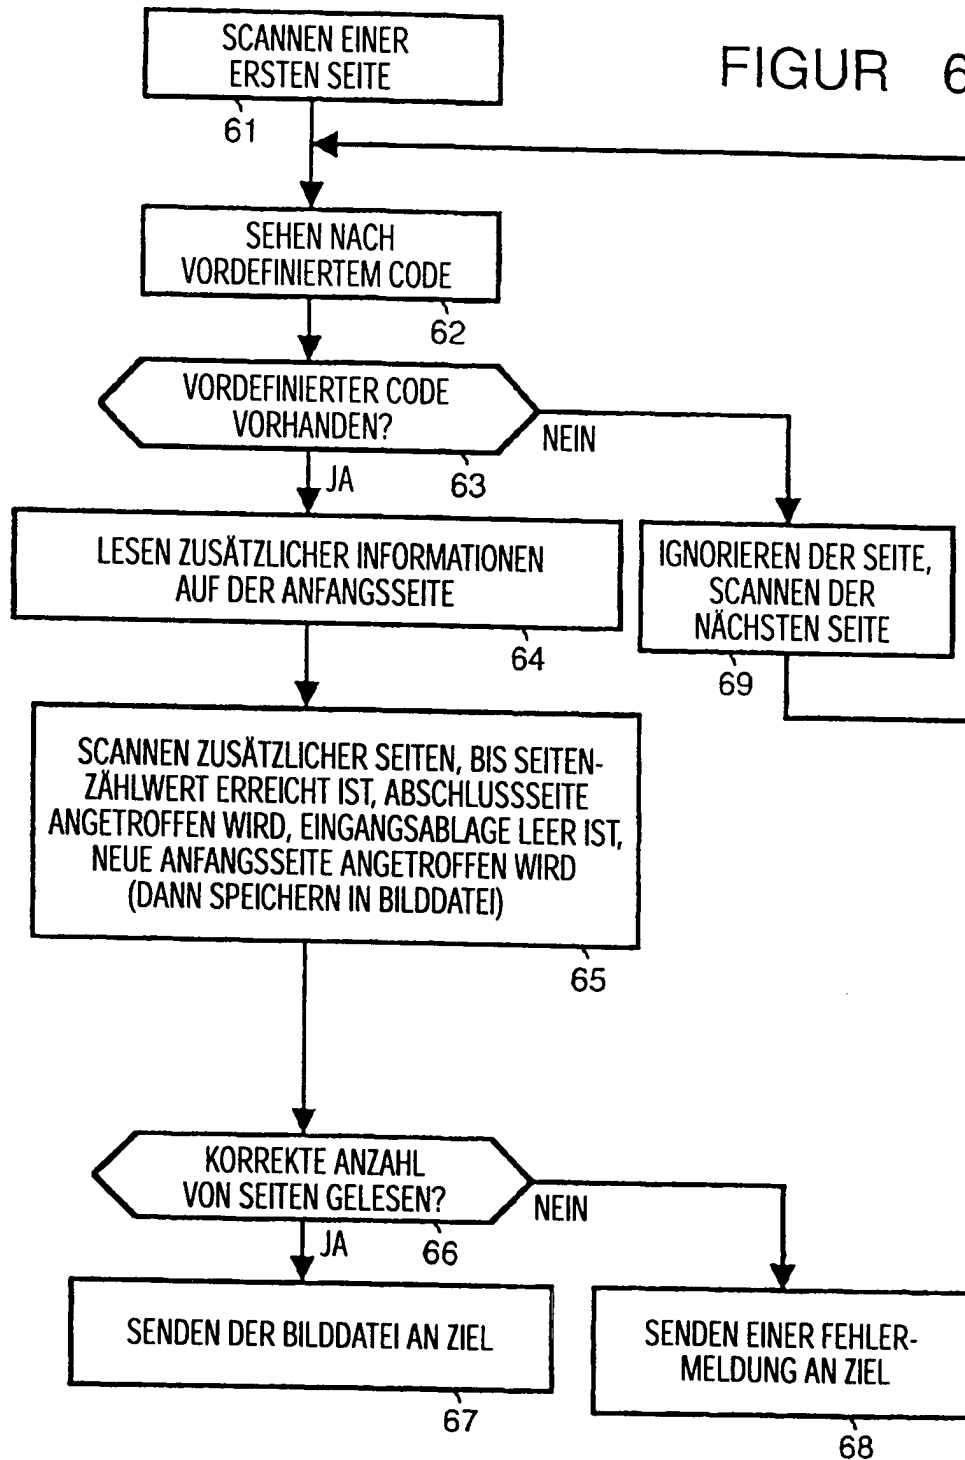 SCANNEN EINER
ERSTEN SEITE
61
FIGUR 6
SEHEN NACH
VORDEFINIERTEM CODE
62
VORDEFINIERTER CODE
VORHANDEN?
63
NEIN
JA
LESEN ZUSÄTZLICHER INFORMATIONEN
AUF DER ANFANGSSEITE
64
IGNORIEREN DER SEITE,
SCANNEN DER
NÄCHSTEN SEITE
69
SCANNEN ZUSÄTZLICHER SEITEN, BIS SEITEN-
ZÄHLWERT ERREICHT IST, ABSCHLUSSSEITE
ANGETROFFEN WIRD, EINGANGSABLAGE LEER IST,
NEUE ANFANGSSEITE ANGETROFFEN WIRD
(DANN SPEICHERN IN BILDDATEI)
65
KORREKTE ANZAHL
VON SEITEN GELESEN?
66
NEIN
JA
SENDEN DER BILDDATEI AN ZIEL
67
SENDEN EINER FEHLER-
MELDUNG AN ZIEL
68